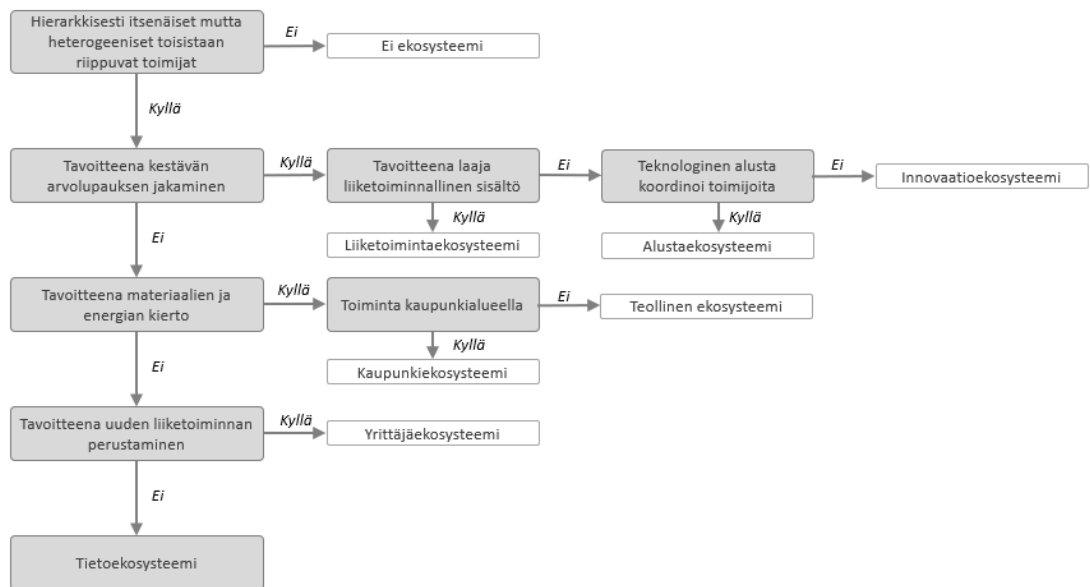 Hierarkkisesti itsenäiset mutta
heterogeeniset toisistaan
riippuvat toimijat
Ei
Ei ekosysteemi
Kyllä
Tavoitteena kestävän
arvolupauksen jakaminen
Kyllä
Tavoitteena laaja
liiketoiminnallinen sisältö
Ei
Teknologinen alusta
koordinoi toimijoita
Ei
Innovaatioekosysteemi
Kyllä
Liiketoimintaekosysteemi
Kyllä
Alustaekosysteemi
Ei
Tavoitteena materiaalien ja
energian kierto
Kyllä
Toiminta kaupunkialueella
Ei
Teollinen ekosysteemi
Kyllä
Kaupunkiekosysteemi
Ei
Tavoitteena uuden liiketoiminnan
perustaminen
Kyllä
Yrittäjäekosysteemi
Ei
Tietoekosysteemi